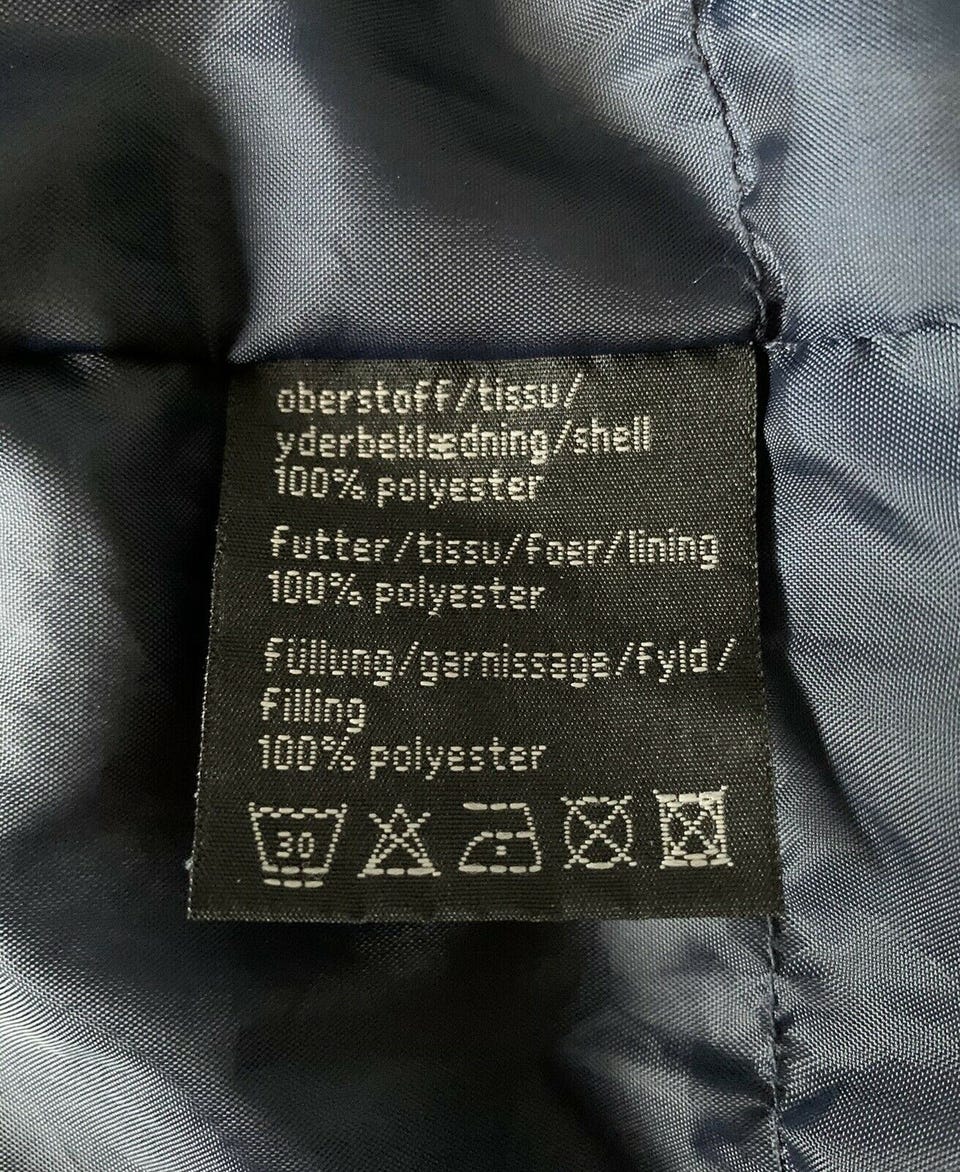 oberstoff/tissu/
yderbeklædning/shell
100% polyester
futter/tissu/foer/lining
100% polyester
Füllung/garnissage/fyld/
filling
100% polyester
30